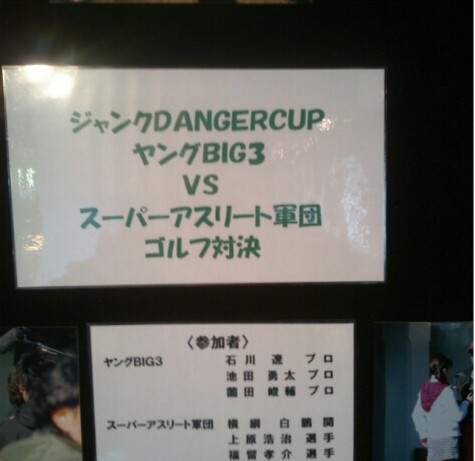 ジャンクDANGERCUP
ヤングBIG3
VS
スーパーアスリート軍団
ゴルフ対決
〈参加者〉
ヤングBIG3 石川 遼 プロ
池田 勇太 プロ
薗田 峻輔 プロ
スーパーアスリート軍団 横綱 白鵬関
上原浩治 選手
福留孝介 選手